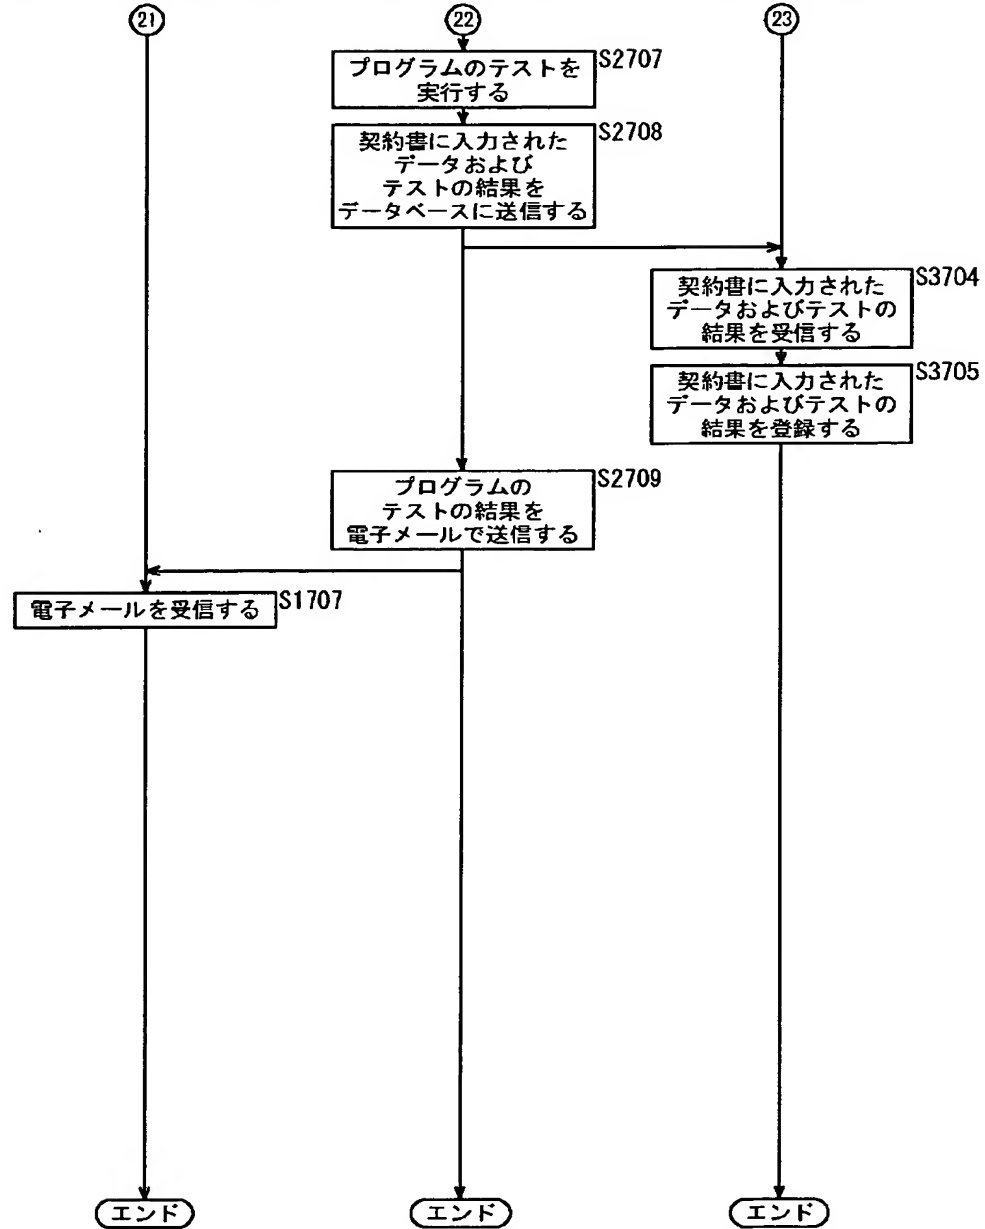 21
22
23
プログラムのテストを
実行する
S2707
契約書に入力された
データおよび
テストの結果を
データベースに送信する
S2708
契約書に入力された
データおよびテストの
結果を受信する
S3704
契約書に入力された
データおよびテストの
結果を登録する
S3705
プログラムの
テストの結果を
電子メールで送信する
S2709
電子メールを受信する
S1707
エンド
エンド
エンド